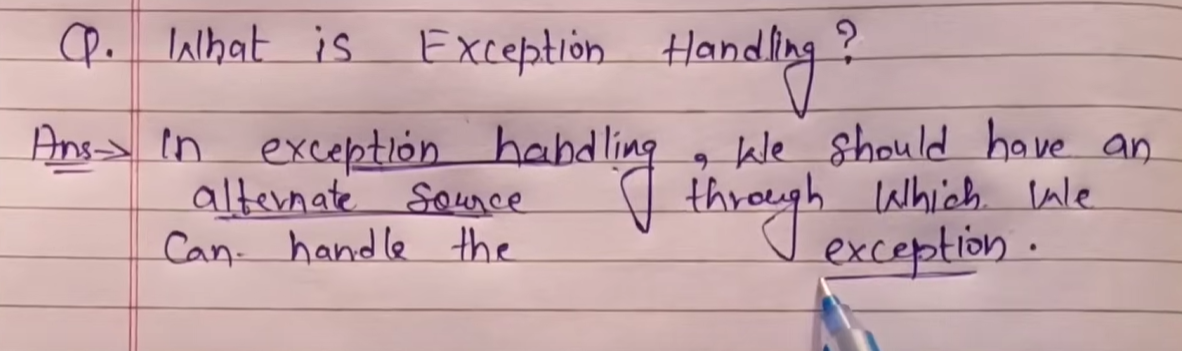 Q. What is Exception Handling?
Ans→ In exception habdling, We should have an
alternate source through Which We
Can. handle the exception.